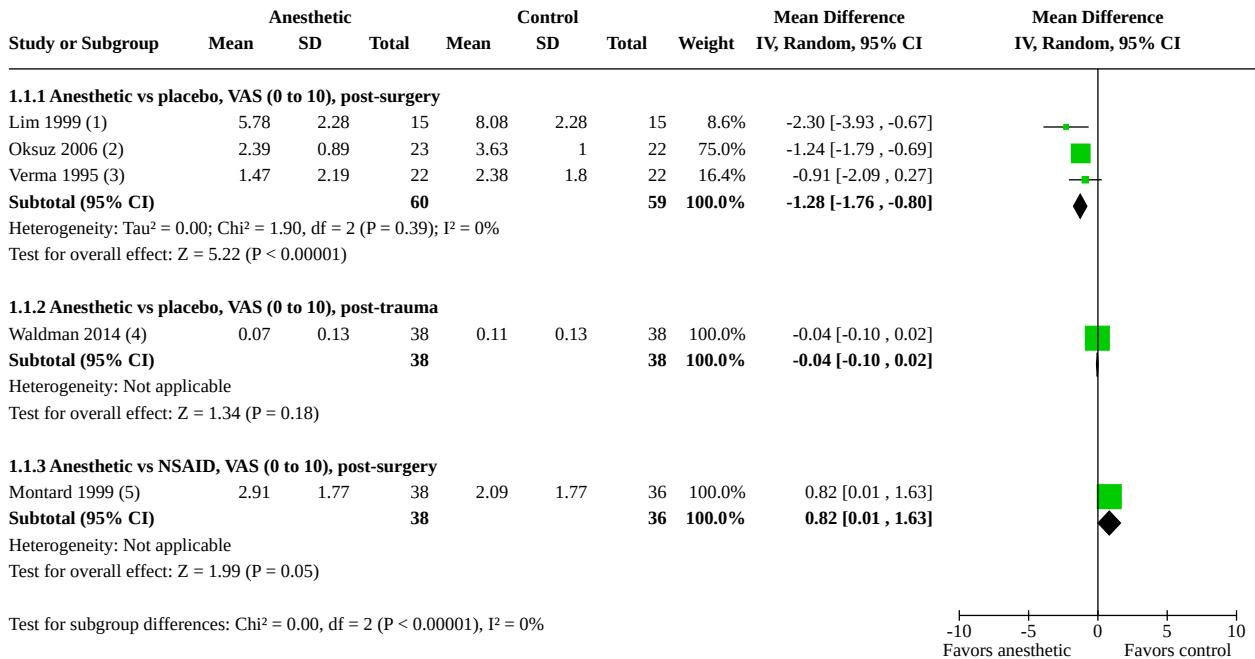 Anesthetic Control Mean Difference Mean Difference
Study or Subgroup Mean SD Total Mean SD Total Weight IV, Random, 95% CI IV, Random, 95% CI
1.1.1 Anesthetic vs placebo, VAS (0 to 10), post-surgery
Lim 1999 (1) 5.78 2.28 15 8.08 2.28 15 8.6% -2.30 [-3.93 , -0.67]
Oksuz 2006 (2) 2.39 0.89 23 3.63 1 22 75.0% -1.24 [-1.79 , -0.69]
Verma 1995 (3) 1.47 2.19 22 2.38 1.8 22 16.4% -0.91 [-2.09 , 0.27]
Subtotal (95% CI) 60 59 100.0% -1.28 [-1.76 , -0.80]
Heterogeneity: Tau² = 0.00; Chi² = 1.90, df = 2 (P = 0.39); I² = 0%
Test for overall effect: Z = 5.22 (P < 0.00001)
1.1.2 Anesthetic vs placebo, VAS (0 to 10), post-trauma
Waldman 2014 (4) 0.07 0.13 38 0.11 0.13 38 100.0% -0.04 [-0.10 , 0.02]
Subtotal (95% CI) 38 38 100.0% -0.04 [-0.10 , 0.02]
Heterogeneity: Not applicable
Test for overall effect: Z = 1.34 (P = 0.18)
1.1.3 Anesthetic vs NSAID, VAS (0 to 10), post-surgery
Montard 1999 (5) 2.91 1.77 38 2.09 1.77 36 100.0% 0.82 [0.01 , 1.63]
Subtotal (95% CI) 38 36 100.0% 0.82 [0.01 , 1.63]
Heterogeneity: Not applicable
Test for overall effect: Z = 1.99 (P = 0.05)
Test for subgroup differences: Chi² = 0.00, df = 2 (P < 0.00001), I² = 0%
-10 -5 0 5 10
Favors anesthetic Favors control